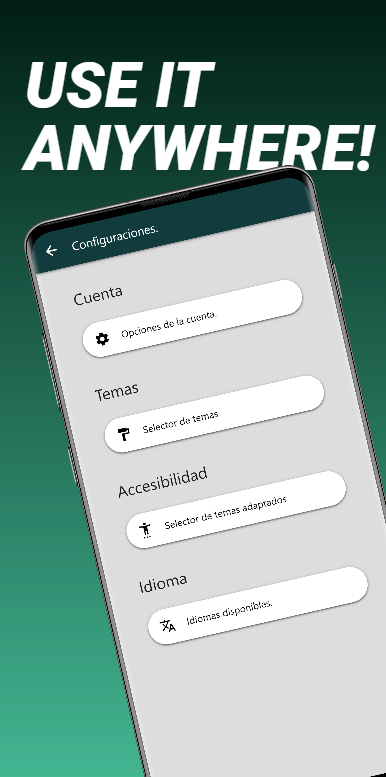 USE IT
ANYWHERE!
Configuraciones.
Cuenta
Opciones de la cuenta.
Temas
Selector de temas
Accesibilidad
Selector de temas adaptados
Idioma
Idiomas disponibles.